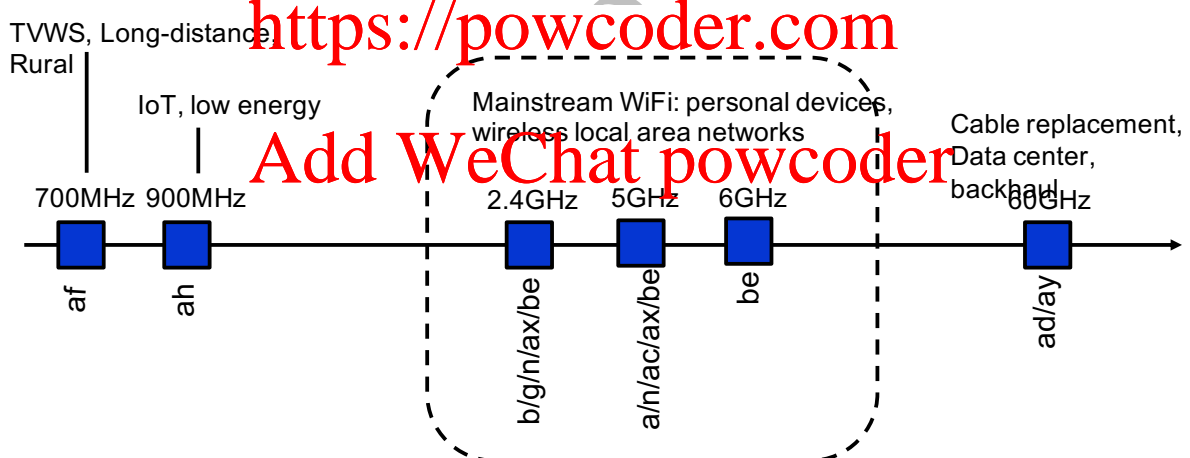 https://powcoder.com
TVWS, Long-distance,
Rural
IoT, low energy
Mainstream WiFi: personal devices,
wireless local area networks
Add WeChat powcoder
Cable replacement,
Data center,
backhaul
700MHz
900MHz
2.4GHz
5GHz
6GHz
60GHz
af
ah
b/g/n/ax/be
a/n/ac/ax/be
be
ad/ay